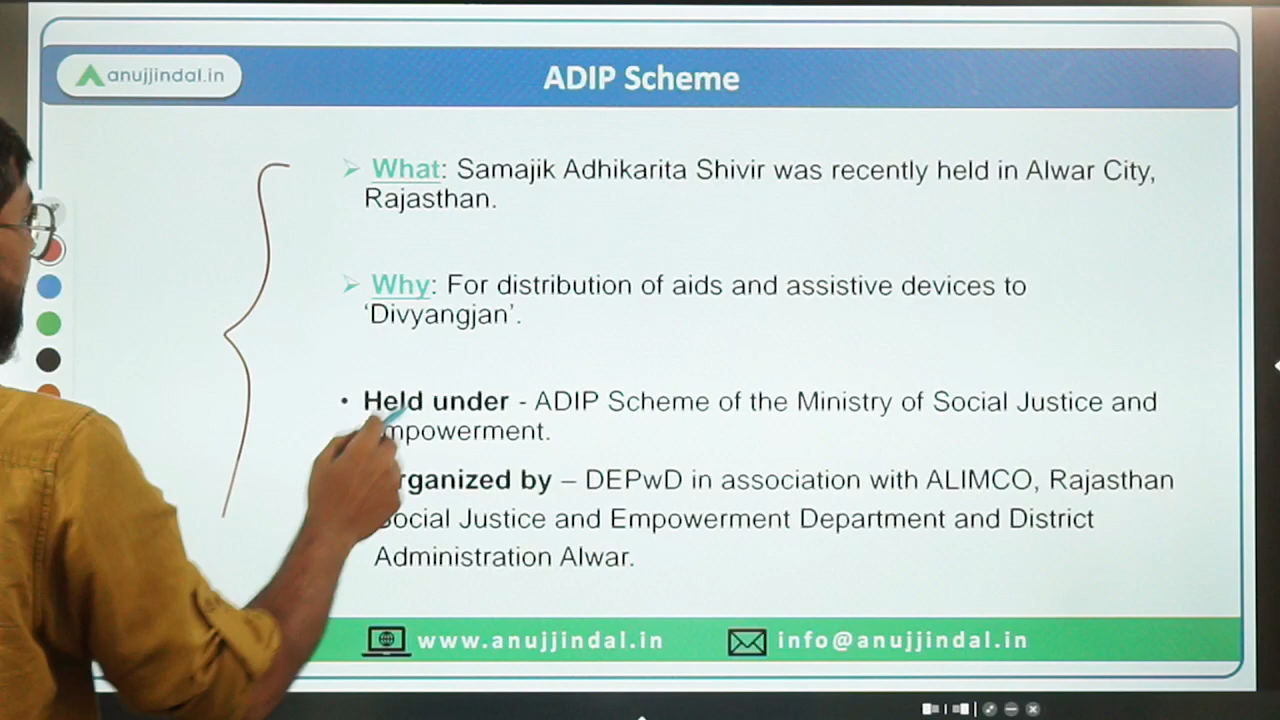 anujjindal.in
ADIP Scheme
What: Samajik Adhikarita Shivir was recently held in Alwar City,
Rajasthan.
Why: For distribution of aids and assistive devices to
‘Divyangjan’.
• Held under - ADIP Scheme of the Ministry of Social Justice and
mpowerment.
rganized by – DEPwD in association with ALIMCO, Rajasthan
Social Justice and Empowerment Department and District
Administration Alwar.
www.anujjindal.in
info@anujjindal.in